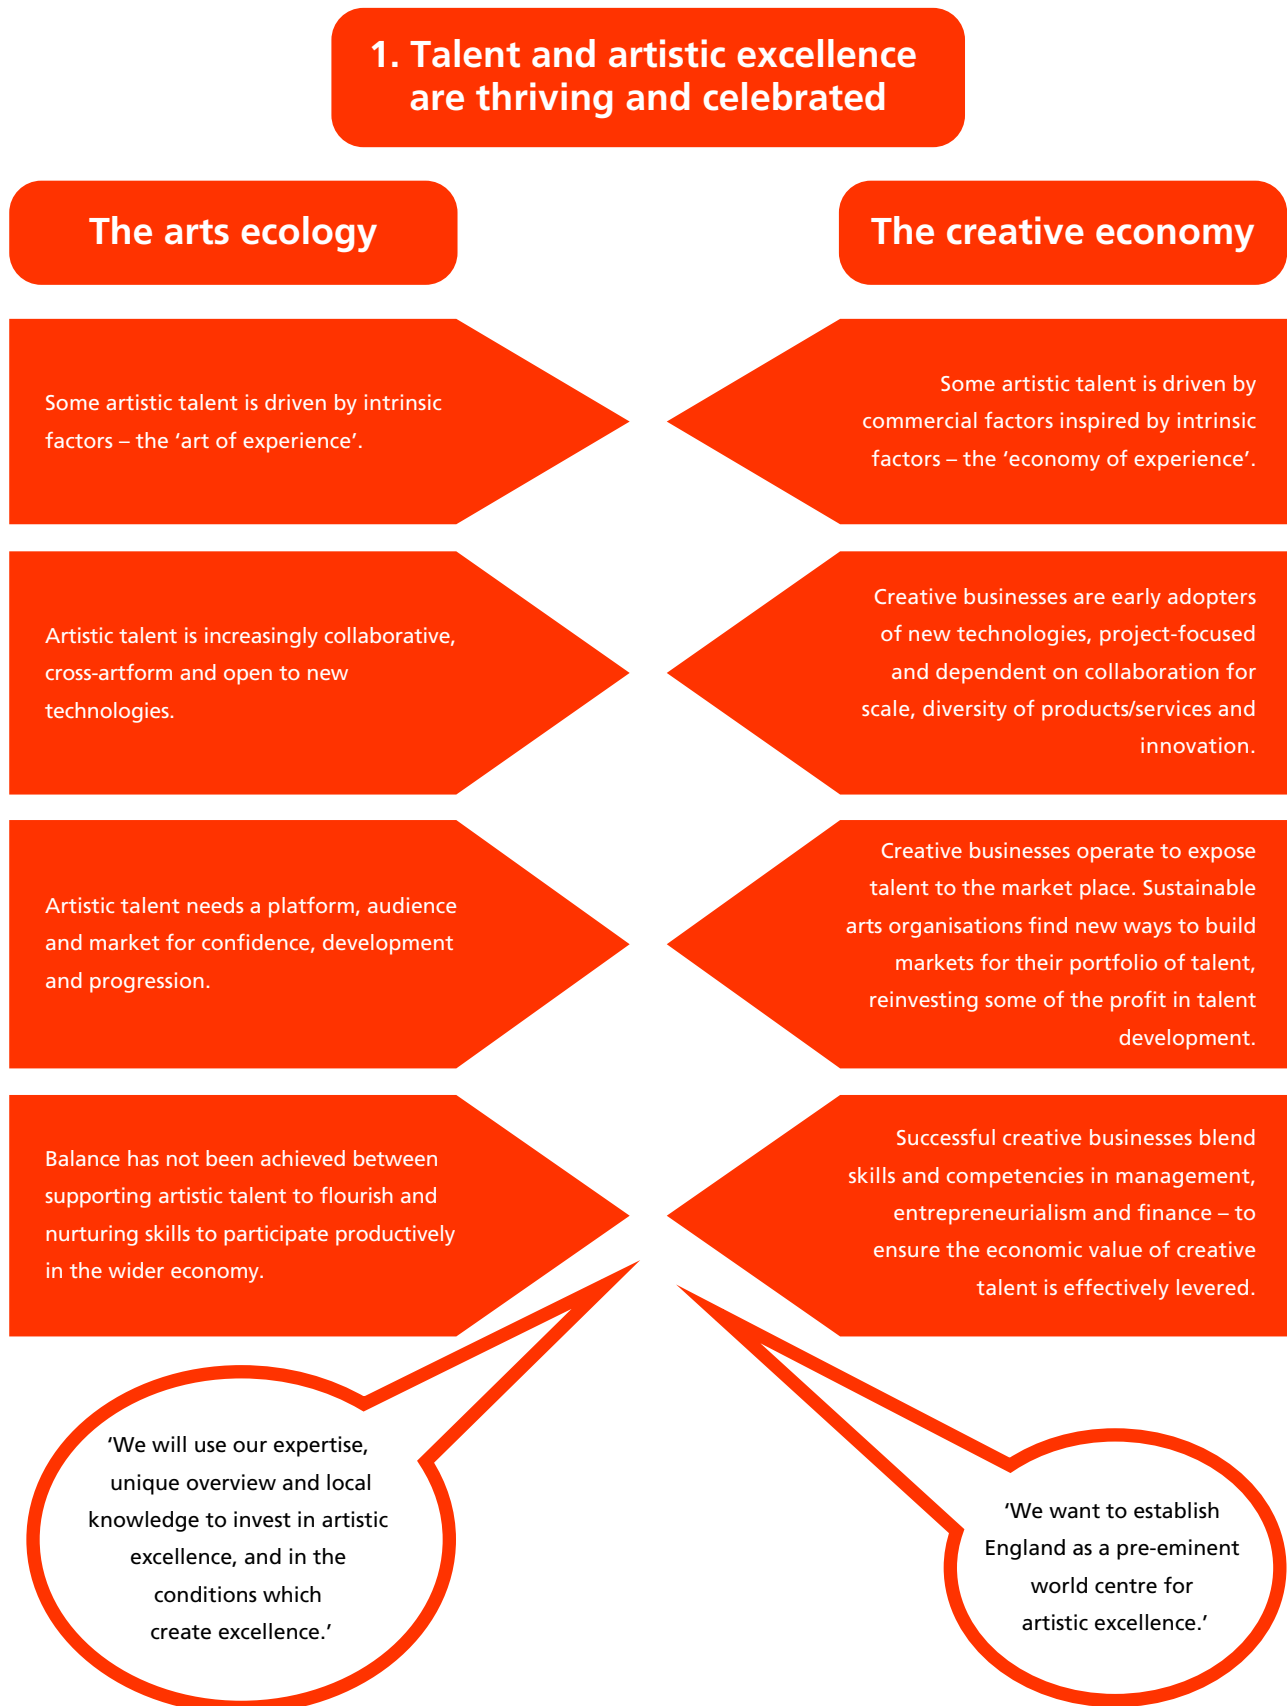 1. Talent and artistic excellence
are thriving and celebrated
The arts ecology
The creative economy
Some artistic talent is driven by intrinsic
factors – the ‘art of experience’.
Some artistic talent is driven by
commercial factors inspired by intrinsic
factors – the ‘economy of experience’.
Artistic talent is increasingly collaborative,
cross-artform and open to new
technologies.
Creative businesses are early adopters
of new technologies, project-focused
and dependent on collaboration for
scale, diversity of products/services and
innovation.
Artistic talent needs a platform, audience
and market for confidence, development
and progression.
Creative businesses operate to expose
talent to the market place. Sustainable
arts organisations find new ways to build
markets for their portfolio of talent,
reinvesting some of the profit in talent
development.
Balance has not been achieved between
supporting artistic talent to flourish and
nurturing skills to participate productively
in the wider economy.
Successful creative businesses blend
skills and competencies in management,
entrepreneurialism and finance – to
ensure the economic value of creative
talent is effectively levered.
‘We will use our expertise,
unique overview and local
knowledge to invest in artistic
excellence, and in the
conditions which
create excellence.’
‘We want to establish
England as a pre-eminent
world centre for
artistic excellence.’